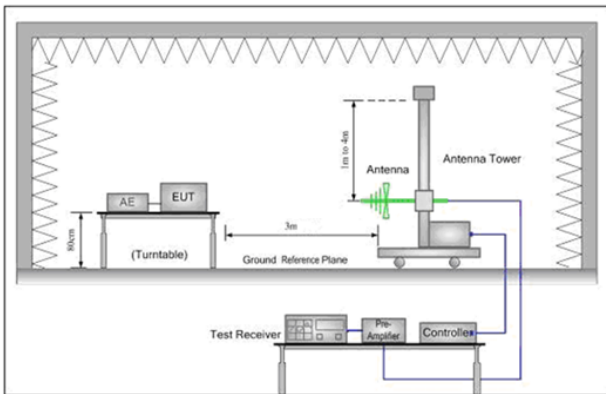 1m to 4m
Antenna
Antenna Tower
AE
EUT
80cm
(Turntable)
3m
Ground Reference Plane
Test Receiver
Pre-
Amplifier
Controller